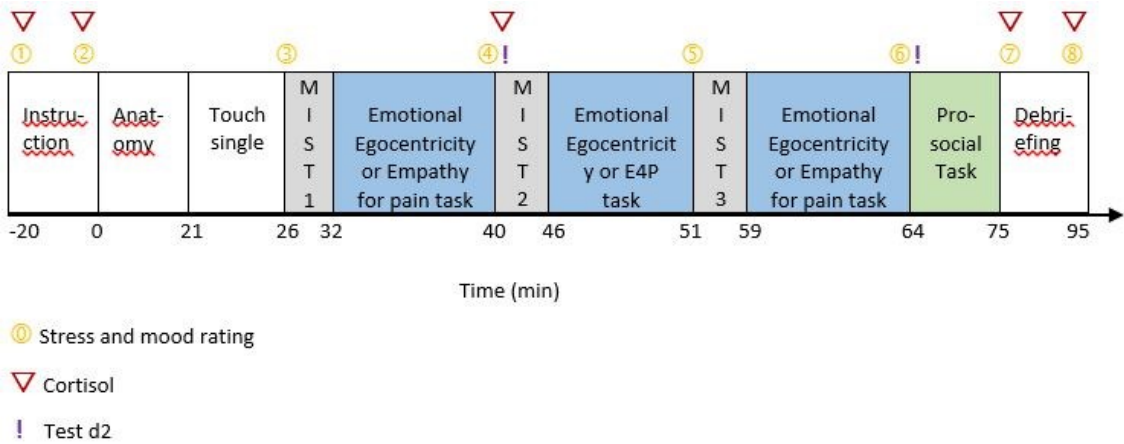 ① ② ③ ④ ! ⑤ ⑥ ! ⑦ ⑧
Instru-
ction
Anat-
omy
Touch
single
M
I
S
T
1
Emotional
Egocentricity
or Empathy
for pain task
M
I
S
T
2
Emotional
Egocentricit
y or E4P
task
M
I
S
T
3
Emotional
Egocentricity
or Empathy
for pain task
Pro-
social
Task
Debri-
efing
-20 0 21 26 32 40 46 51 59 64 75 95
Time (min)
⓪ Stress and mood rating
Cortisol
! Test d2